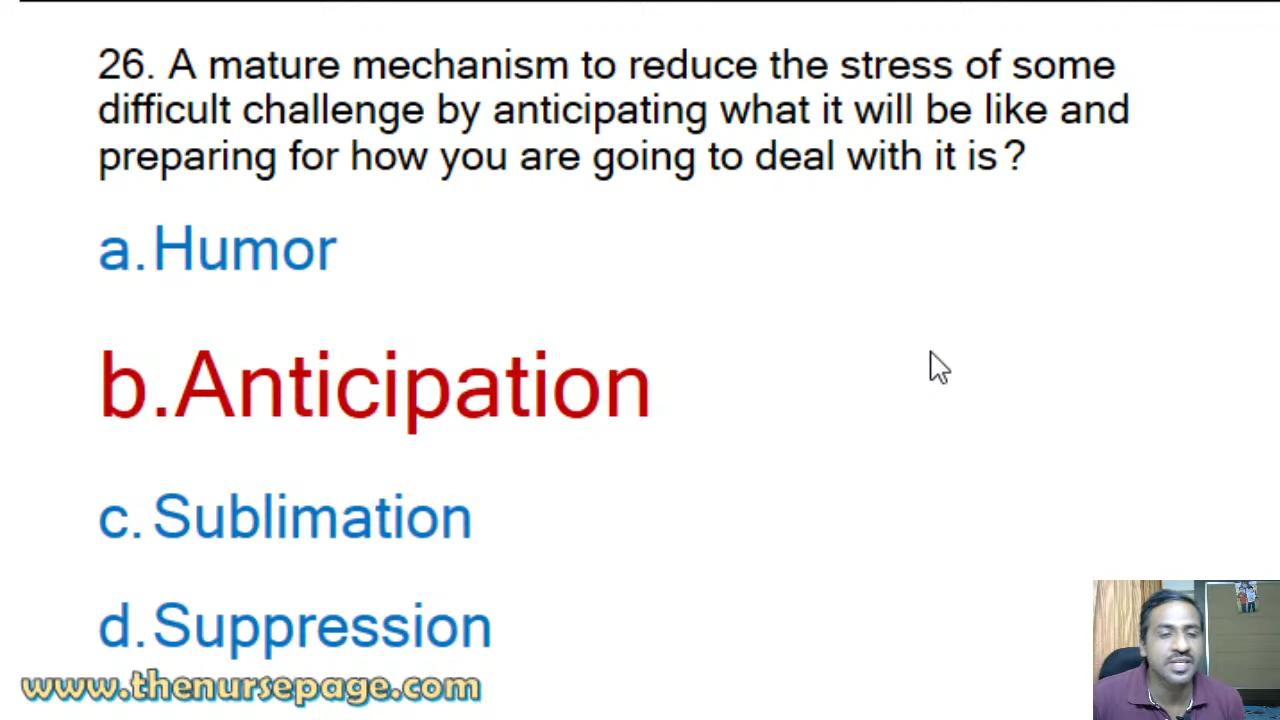 26. A mature mechanism to reduce the stress of some
difficult challenge by anticipating what it will be like and
preparing for how you are going to deal with it is ?
a. Humor
b. Anticipation
c. Sublimation
d. Suppression
www.thenursepage.com